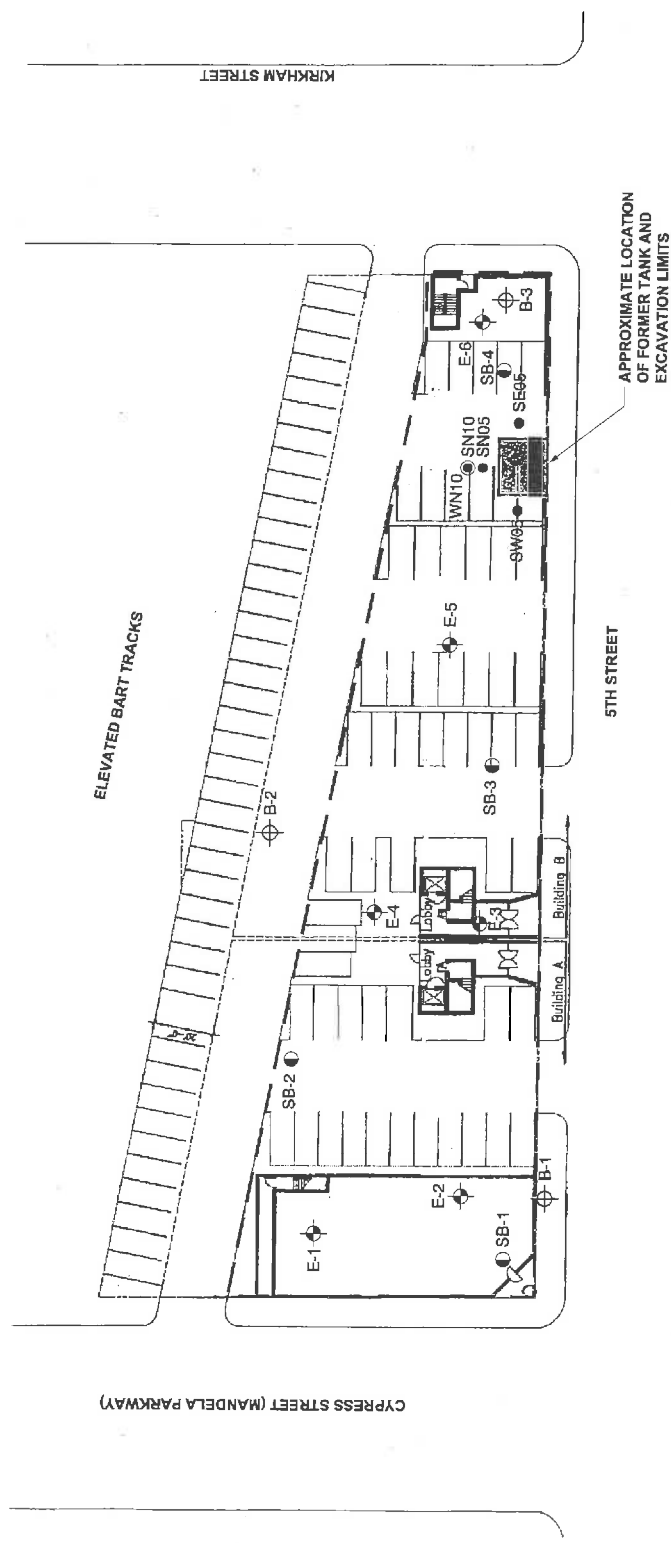 KIRKHAM STREET
ELEVATED BART TRACKS
APPROXIMATE LOCATION
OF FORMER TANK AND
EXCAVATION LIMITS
B-3
E-6
SB-4
SE05
SN10
SN05
WN10
SW05
E-5
5TH STREET
SB-3
B-2
E-4
Lobby
E-3
Building B
Lobby
Building A
20'-0"
SB-2
B-1
E-2
E-1
SB-1
CYPRESS STREET (MANDELA PARKWAY)